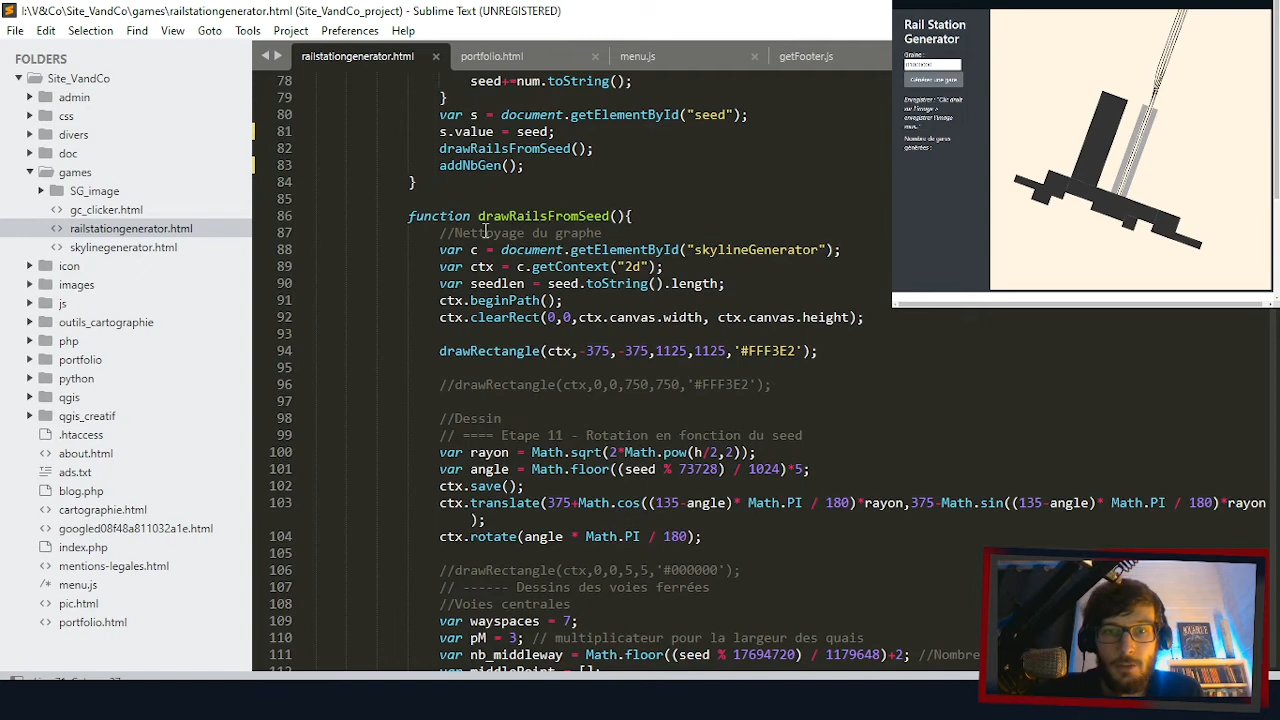 I:\V&Co\Site_VandCo\games\railstationgenerator.html (Site_VandCo_project) - Sublime Text (UNREGISTERED)
File Edit Selection Find View Goto Tools Project Preferences Help
FOLDERS
Site_VandCo
admin
css
divers
doc
games
SG_image
gc_clicker.html
railstationgenerator.html
skylinegenerator.html
icon
images
js
outils_cartographie
php
portfolio
python
qgis
qgis_creatif
.htaccess
about.html
ads.txt
blog.php
cartographie.html
googled08f48a811032a1e.html
index.php
mentions-legales.html
menu.js
pic.html
portfolio.html
railstationgenerator.html × portfolio.html × menu.js × getFooter.js
78 seed+=num.toString();
79 }
80 var s = document.getElementById("seed");
81 s.value = seed;
82 drawRailsFromSeed();
83 addNbGen();
84 }
85
86 function drawRailsFromSeed(){
87 //Nettoyage du graphe
88 var c = document.getElementById("skylineGenerator");
89 var ctx = c.getContext("2d");
90 var seedlen = seed.toString().length;
91 ctx.beginPath();
92 ctx.clearRect(0,0,ctx.canvas.width, ctx.canvas.height);
93
94 drawRectangle(ctx,-375,-375,1125,1125,'#FFF3E2');
95
96 //drawRectangle(ctx,0,0,750,750,'#FFF3E2');
97
98 //Dessin
99 // ==== Etape 11 - Rotation en fonction du seed
100 var rayon = Math.sqrt(2*Math.pow(h/2,2));
101 var angle = Math.floor((seed % 73728) / 1024)*5;
102 ctx.save();
103 ctx.translate(375+Math.cos((135-angle)* Math.PI / 180)*rayon,375-Math.sin((135-angle)* Math.PI / 180)*rayon
);
104 ctx.rotate(angle * Math.PI / 180);
105
106 //drawRectangle(ctx,0,0,5,5,'#000000');
107 // ------ Dessins des voies ferrées
108 //Voies centrales
109 var wayspaces = 7;
110 var pM = 3; // multiplicateur pour la largeur des quais
111 var nb_middleway = Math.floor((seed % 17694720) / 1179648)+2; //Nombre
Rail Station
Generator
Graine :
Générez une gare
Enregistrer : "Clic droit
sur l'image >
enregistrer l'image
sous..."
Nombre de gares
générées :